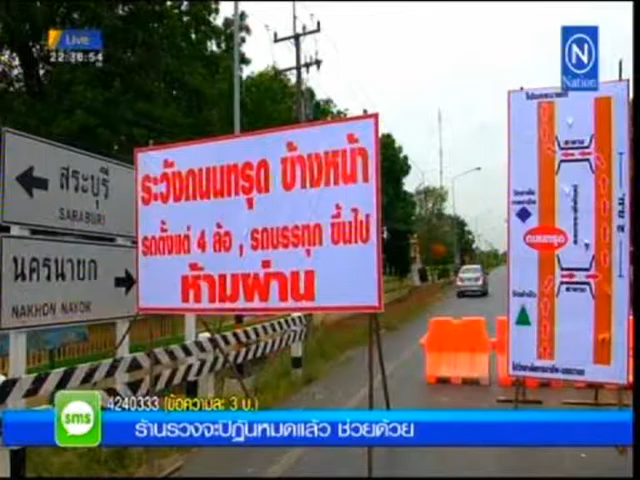 Live
22:38:54
N
Nation
สระบุรี
SARABURI
นครนายก
NAKHON NAYOK
ระวังถนนทรุด ข้างหน้า
รถตั้งแต่ 4 ล้อ , รถบรรทุก ขึ้นไป
ห้ามผ่าน
ถนนทรุด
2 ก.ม.
sms
4240333 (ข้อความละ 3 บ.)
ร้านรวงจะปิฎันหมดแล้ว ช่วยด้วย